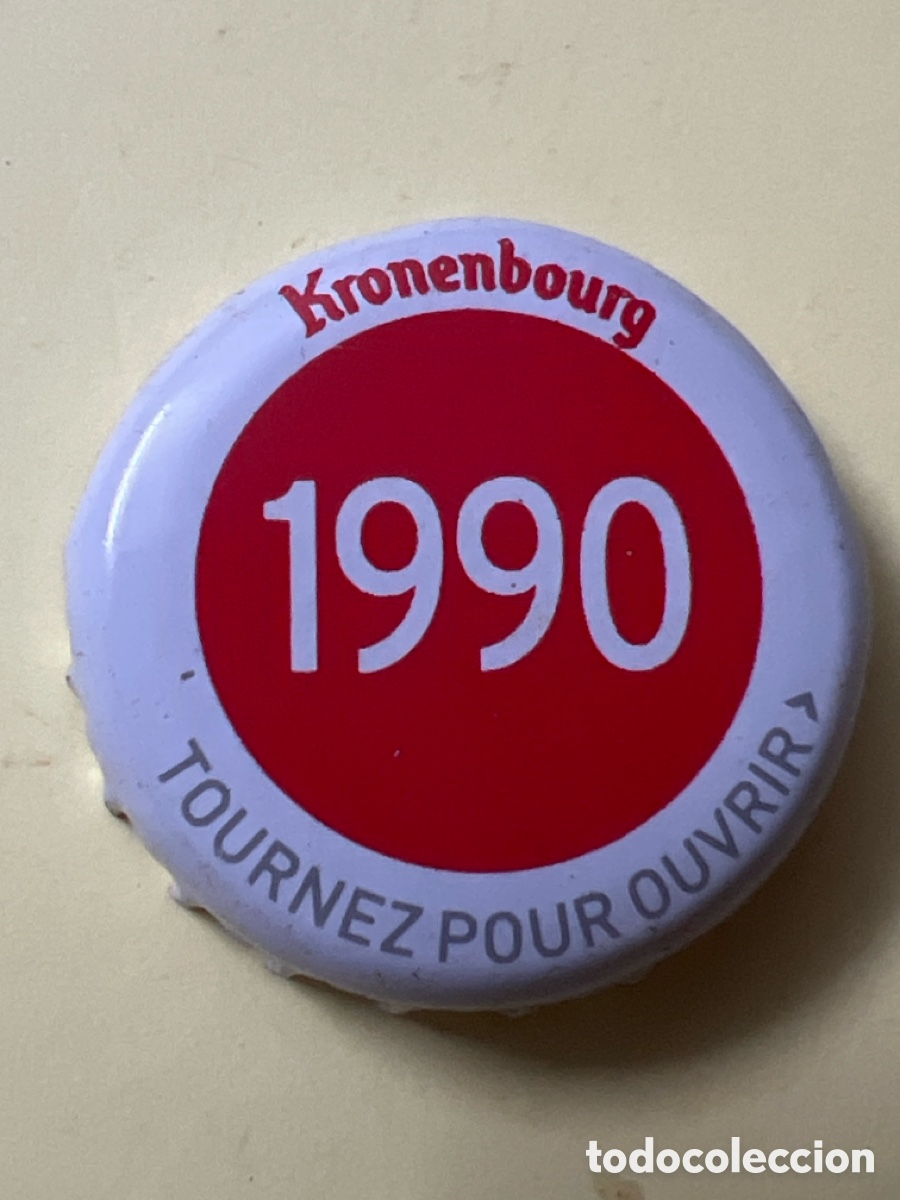 Kronenbourg
1990
TOURNEZ POUR OUVRIR >
todocoleccion